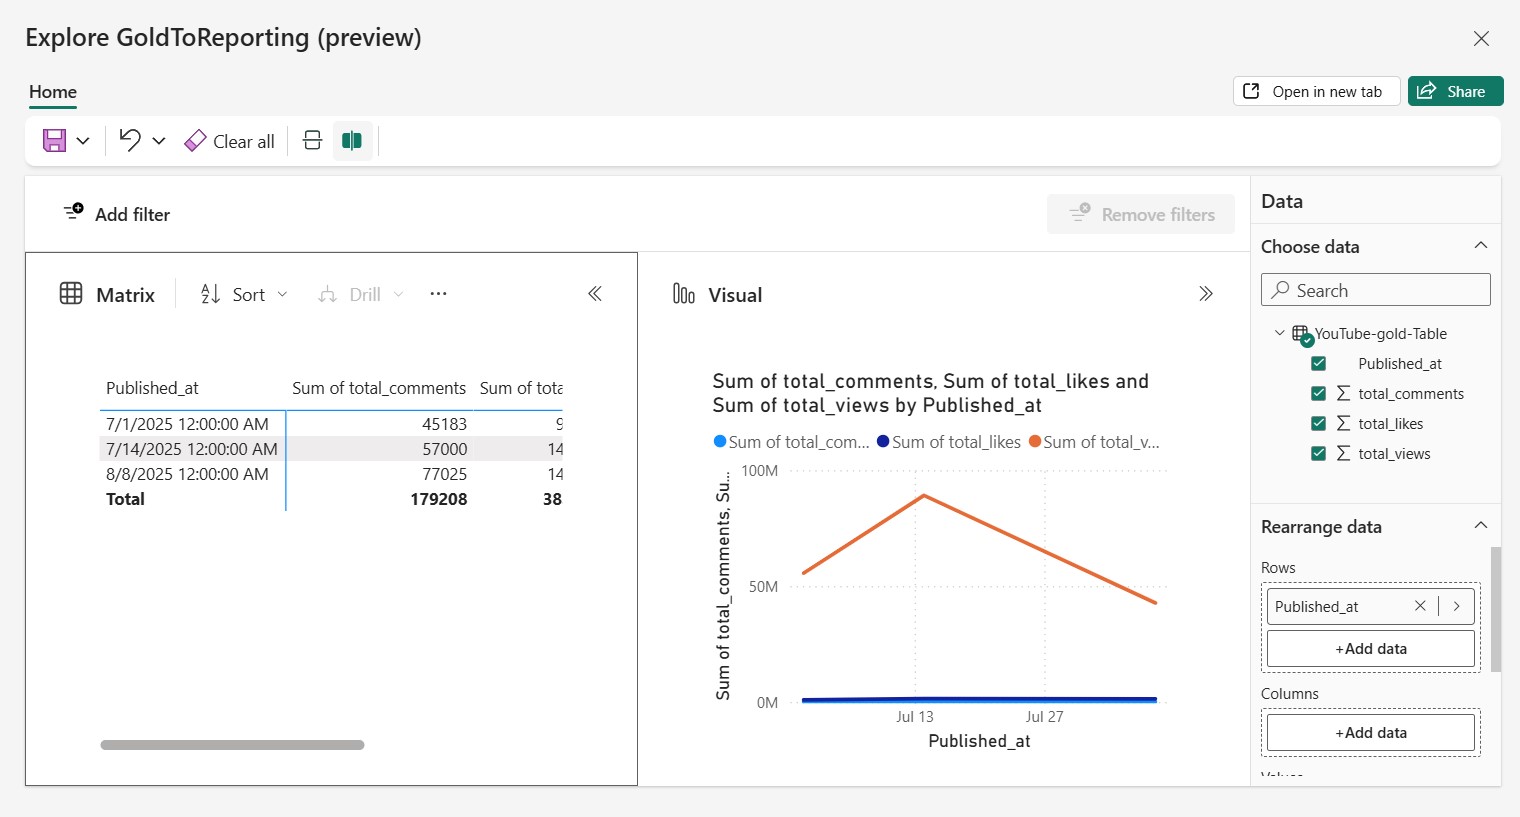 Explore GoldToReporting (preview)
Home
Open in new tab
Share
Clear all
Add filter
Remove filters
Matrix
Sort
Drill
Published_at Sum of total_comments Sum of tota
7/1/2025 12:00:00 AM 45183 9
7/14/2025 12:00:00 AM 57000 14
8/8/2025 12:00:00 AM 77025 14
Total 179208 38
Visual
Sum of total_comments, Sum of total_likes and
Sum of total_views by Published_at
Sum of total_com... Sum of total_likes Sum of total_v...
Sum of total_comments, Su...
100M
50M
0M
Jul 13 Jul 27
Published_at
Data
Choose data
Search
YouTube-gold-Table
Published_at
total_comments
total_likes
total_views
Rearrange data
Rows
Published_at
+Add data
Columns
+Add data